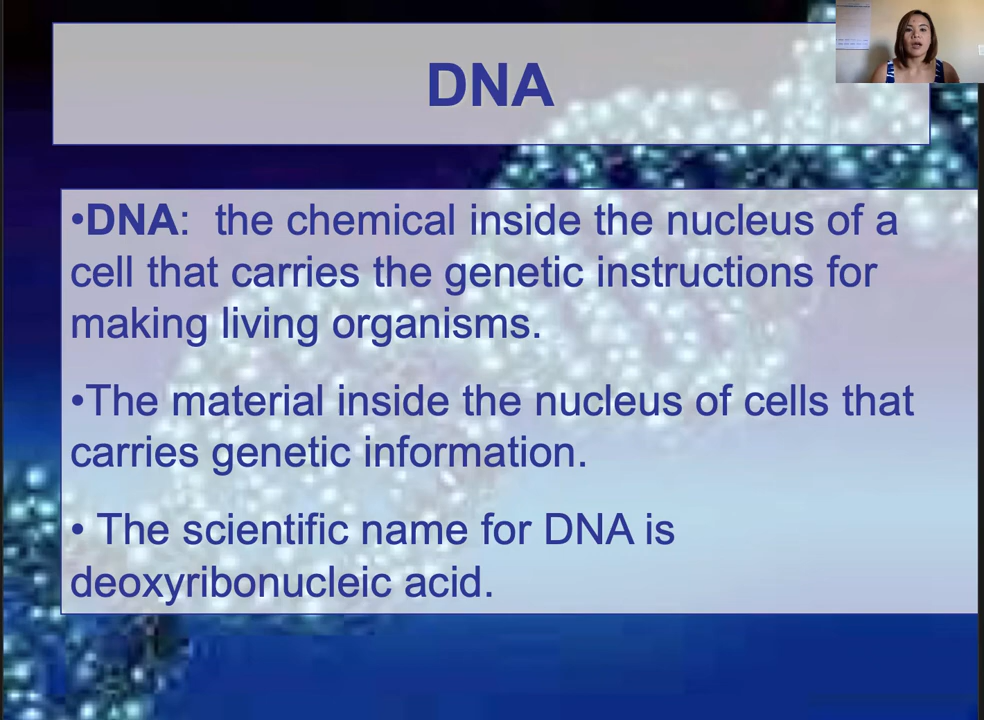 DNA
•DNA:  the chemical inside the nucleus of a
cell that carries the genetic instructions for
making living organisms.
•The material inside the nucleus of cells that
carries genetic information.
• The scientific name for DNA is
deoxyribonucleic acid.